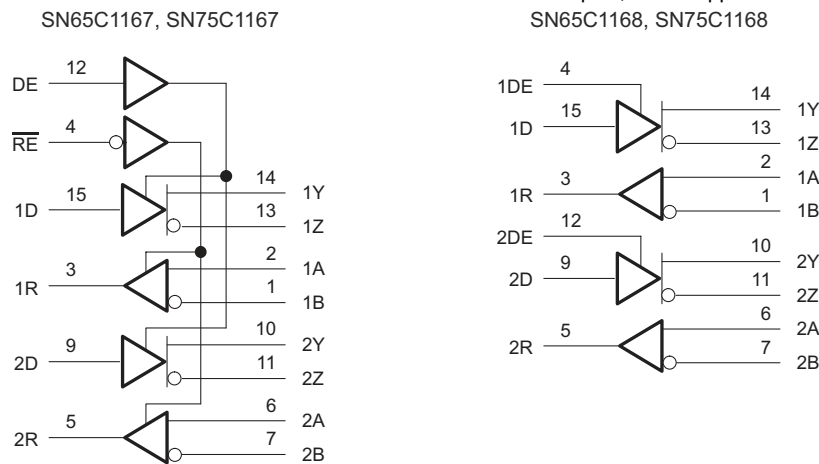 SN65C1167, SN75C1167
DE 12
RE 4
1D 15 14 1Y
13 1Z
1R 3 2 1A
1 1B
2D 9 10 2Y
11 2Z
2R 5 6 2A
7 2B
SN65C1168, SN75C1168
1DE 4
1D 15 14 1Y
13 1Z
1R 3 2 1A
1 1B
2DE 12
2D 9 10 2Y
11 2Z
2R 5 6 2A
7 2B